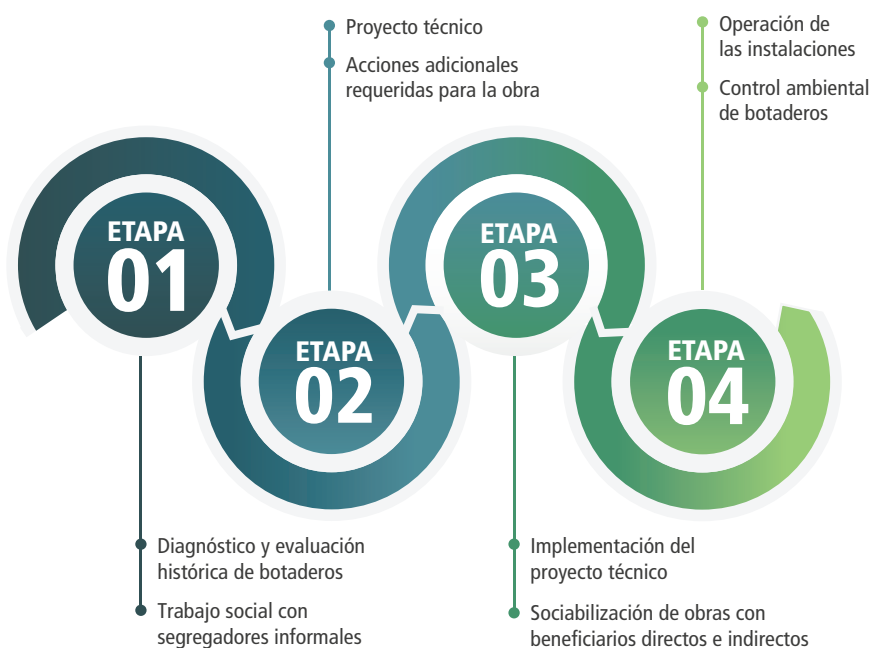 Proyecto técnico
Acciones adicionales
requeridas para la obra
Operación de
las instalaciones
Control ambiental
de botaderos
ETAPA
01
ETAPA
02
ETAPA
03
ETAPA
04
Diagnóstico y evaluación
histórica de botaderos
Trabajo social con
segregadores informales
Implementación del
proyecto técnico
Sociabilización de obras con
beneficiarios directos e indirectos